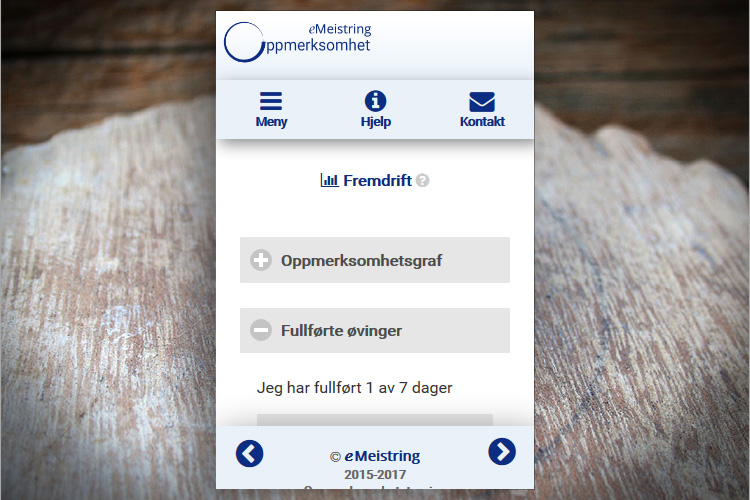 eMeistring
Oppmerksomhet
Meny Hjelp Kontakt
Fremdrift ?
Oppmerksomhetsgraf
Fullførte øvinger
Jeg har fullført 1 av 7 dager
© eMeistring
2015-2017